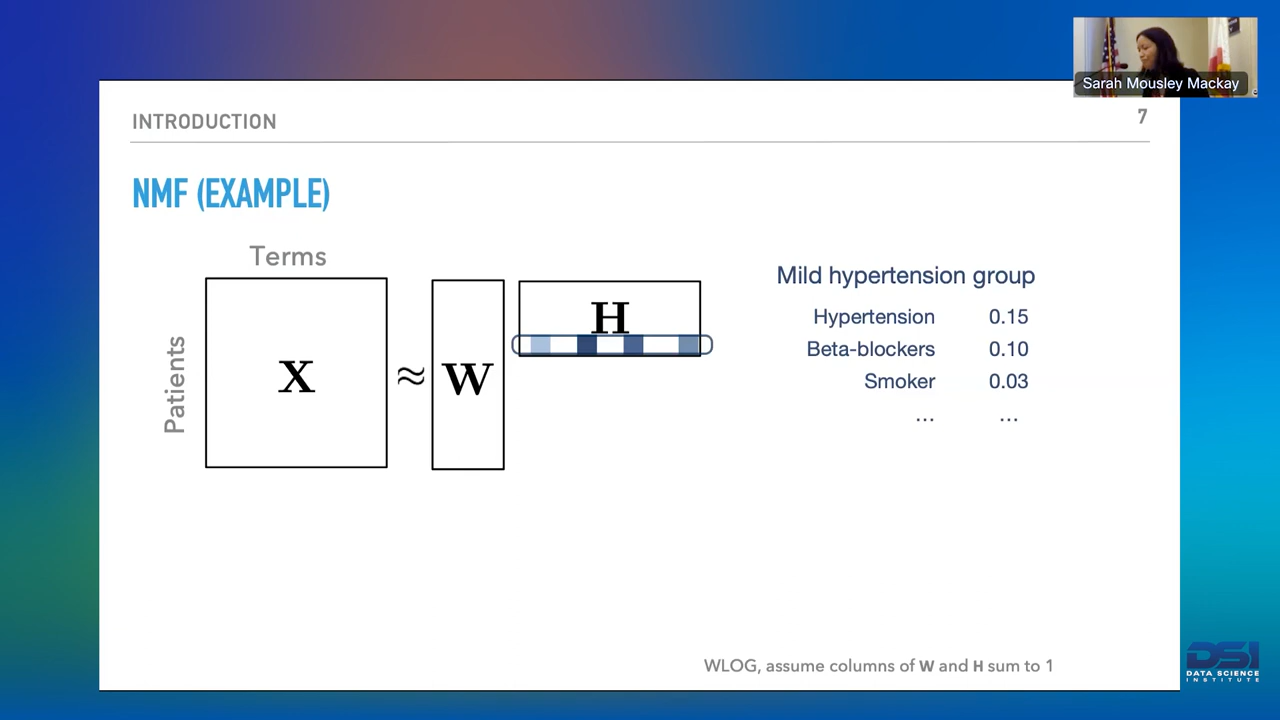 Sarah Mousley Mackay
INTRODUCTION
7
NMF (EXAMPLE)
Terms
Patients
X
≈
W
H
Mild hypertension group
Hypertension 0.15
Beta-blockers 0.10
Smoker 0.03
... ...
WLOG, assume columns of W and H sum to 1
DSI
DATA SCIENCE
INSTITUTE